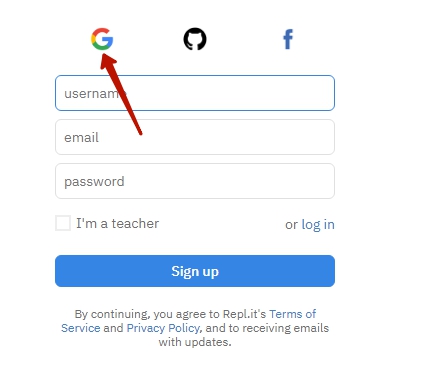 username
email
password
I'm a teacher
or log in
Sign up
By continuing, you agree to Repl.it's Terms of
Service and Privacy Policy, and to receiving emails
with updates.